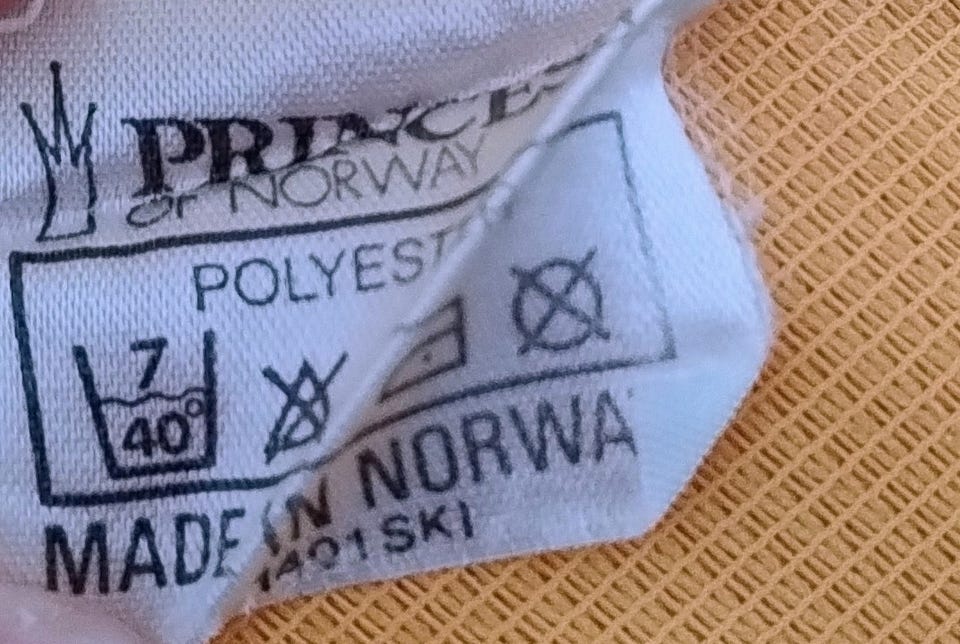 PRINCES
of NORWAY
POLYEST
7
40°
MADE IN NORWA
1401SKI